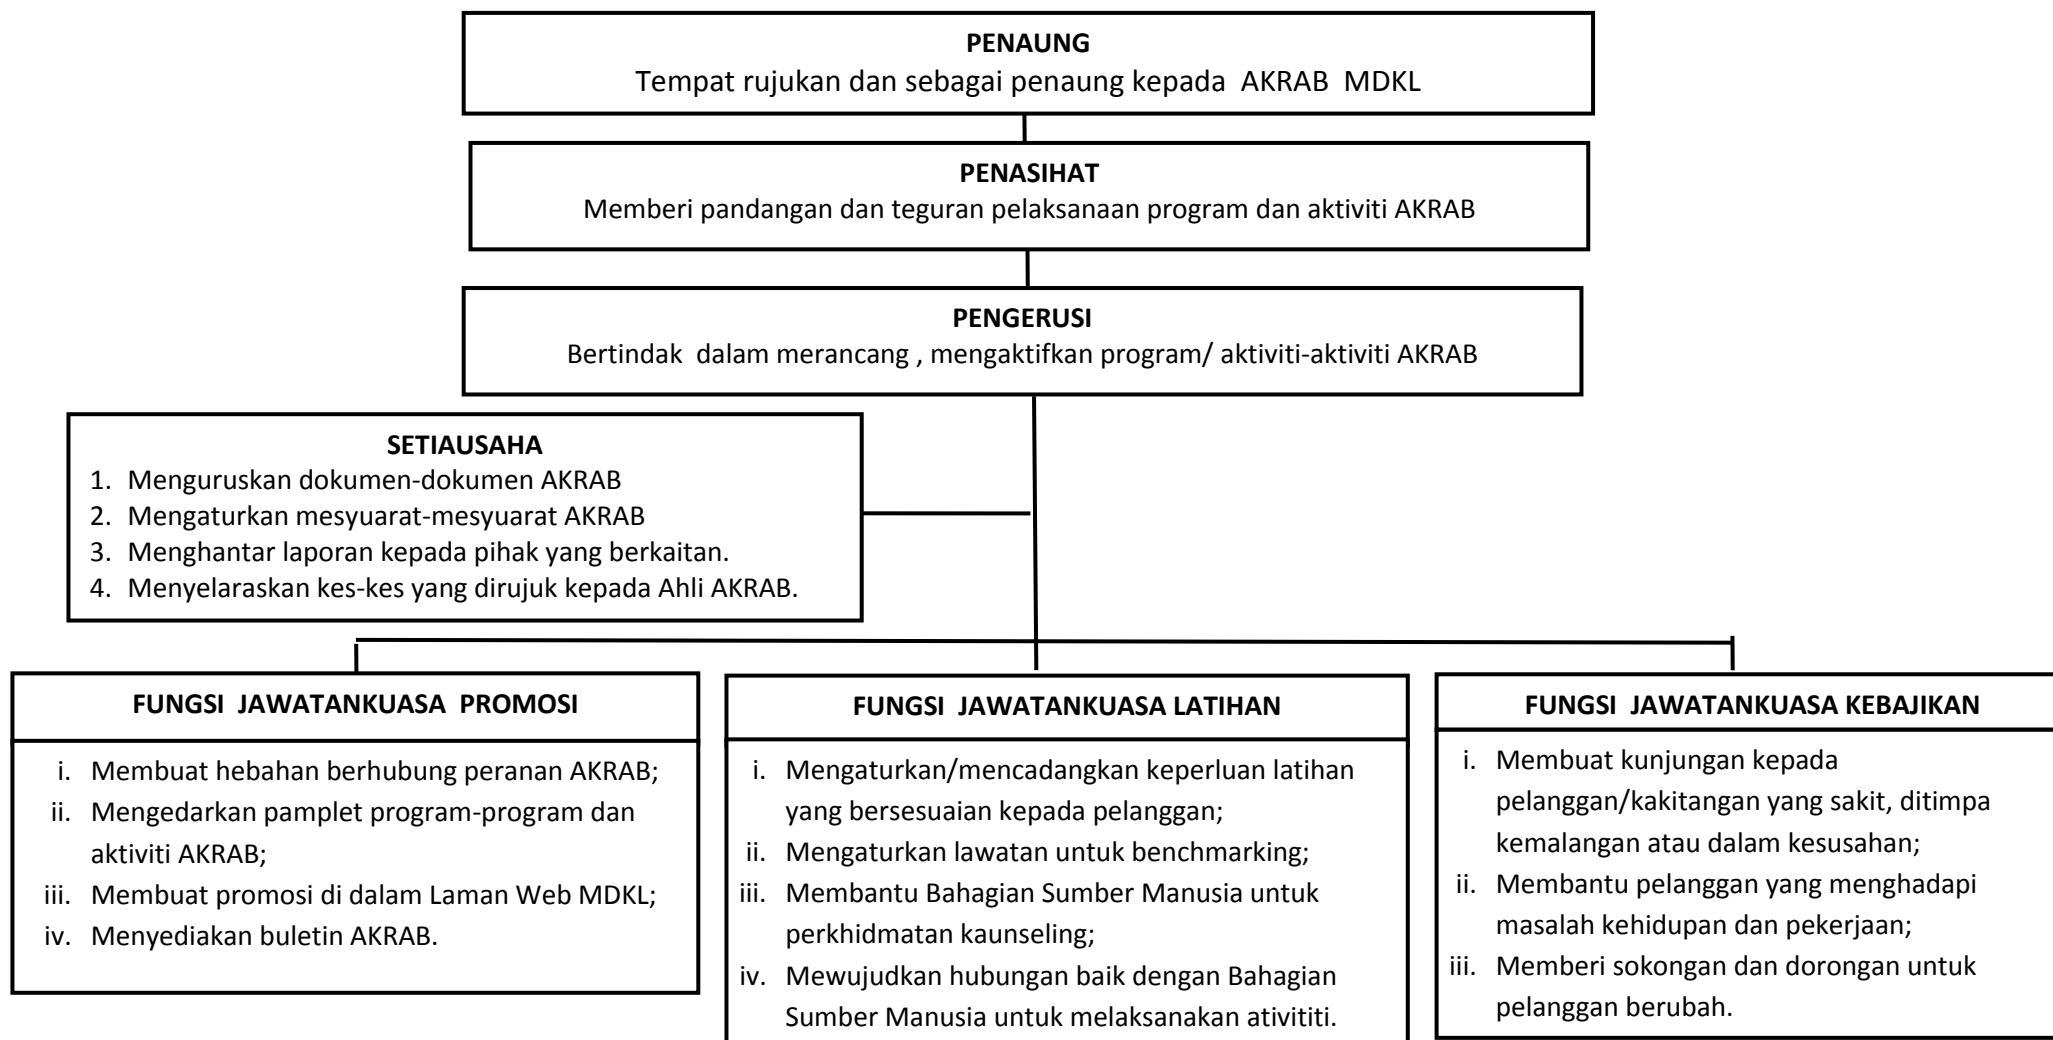 PENAUNG
Tempat rujukan dan sebagai penaung kepada AKRAB MDKL
PENASIHAT
Memberi pandangan dan teguran pelaksanaan program dan aktiviti AKRAB
PENGERUSI
Bertindak dalam merancang , mengaktifkan program/ aktiviti-aktiviti AKRAB
SETIAUSAHA
1. Menguruskan dokumen-dokumen AKRAB
2. Mengaturkan mesyuarat-mesyuarat AKRAB
3. Menghantar laporan kepada pihak yang berkaitan.
4. Menyelaraskan kes-kes yang dirujuk kepada Ahli AKRAB.
FUNGSI JAWATANKUASA PROMOSI
i. Membuat hebahan berhubung peranan AKRAB;
ii. Mengedarkan pamplet program-program dan
aktiviti AKRAB;
iii. Membuat promosi di dalam Laman Web MDKL;
iv. Menyediakan buletin AKRAB.
FUNGSI JAWATANKUASA LATIHAN
i. Mengaturkan/mencadangkan keperluan latihan
yang bersesuaian kepada pelanggan;
ii. Mengaturkan lawatan untuk benchmarking;
iii. Membantu Bahagian Sumber Manusia untuk
perkhidmatan kaunseling;
iv. Mewujudkan hubungan baik dengan Bahagian
Sumber Manusia untuk melaksanakan ativititi.
FUNGSI JAWATANKUASA KEBAJIKAN
i. Membuat kunjungan kepada
pelanggan/kakitangan yang sakit, ditimpa
kemalangan atau dalam kesusahan;
ii. Membantu pelanggan yang menghadapi
masalah kehidupan dan pekerjaan;
iii. Memberi sokongan dan dorongan untuk
pelanggan berubah.